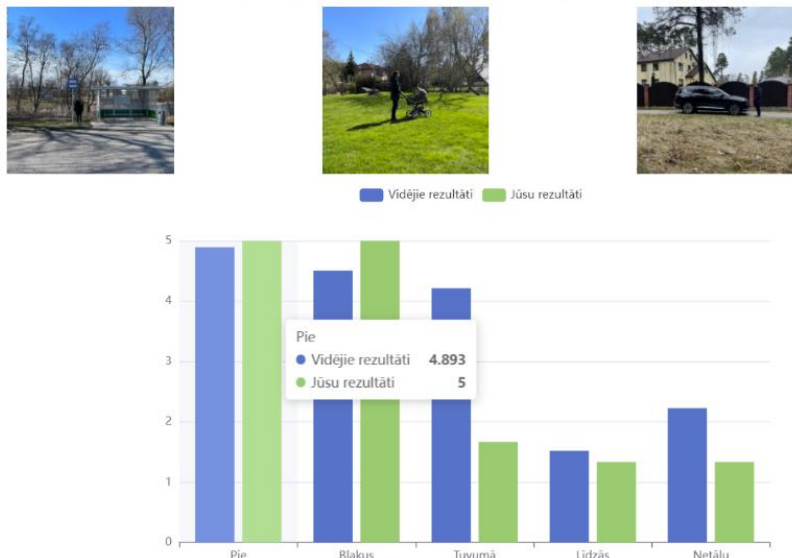 Vidējie rezultāti Jūsu rezultāti
5
4
3
2
1
0
Pie
Vidējie rezultāti 4.893
Jūsu rezultāti 5
Pie Blakus Tuvumā Līdzās Netālu